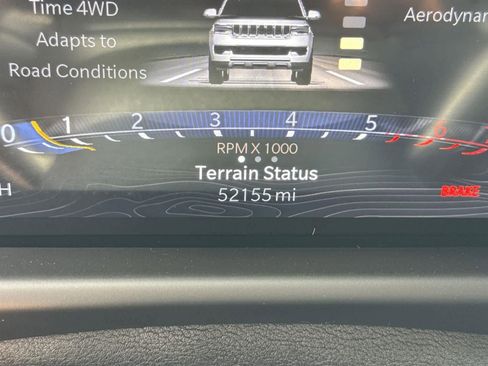 Time 4WD
Adapts to
Road Conditions
Aerodynam
0 1 2 3 4 5 6
RPM X 1000
Terrain Status
52155 mi
H
BRAKE